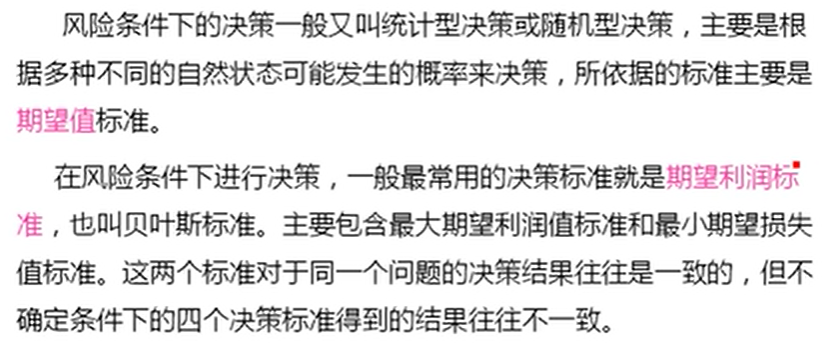 风险条件下的决策一般又叫统计型决策或随机型决策，主要是根
据多种不同的自然状态可能发生的概率来决策，所依据的标准主要是
期望值标准。
在风险条件下进行决策，一般最常用的决策标准就是期望利润标
准，也叫贝叶斯标准。主要包含最大期望利润值标准和最小期望损失
值标准。这两个标准对于同一个问题的决策结果往往是一致的，但不
确定条件下的四个决策标准得到的结果往往不一致。